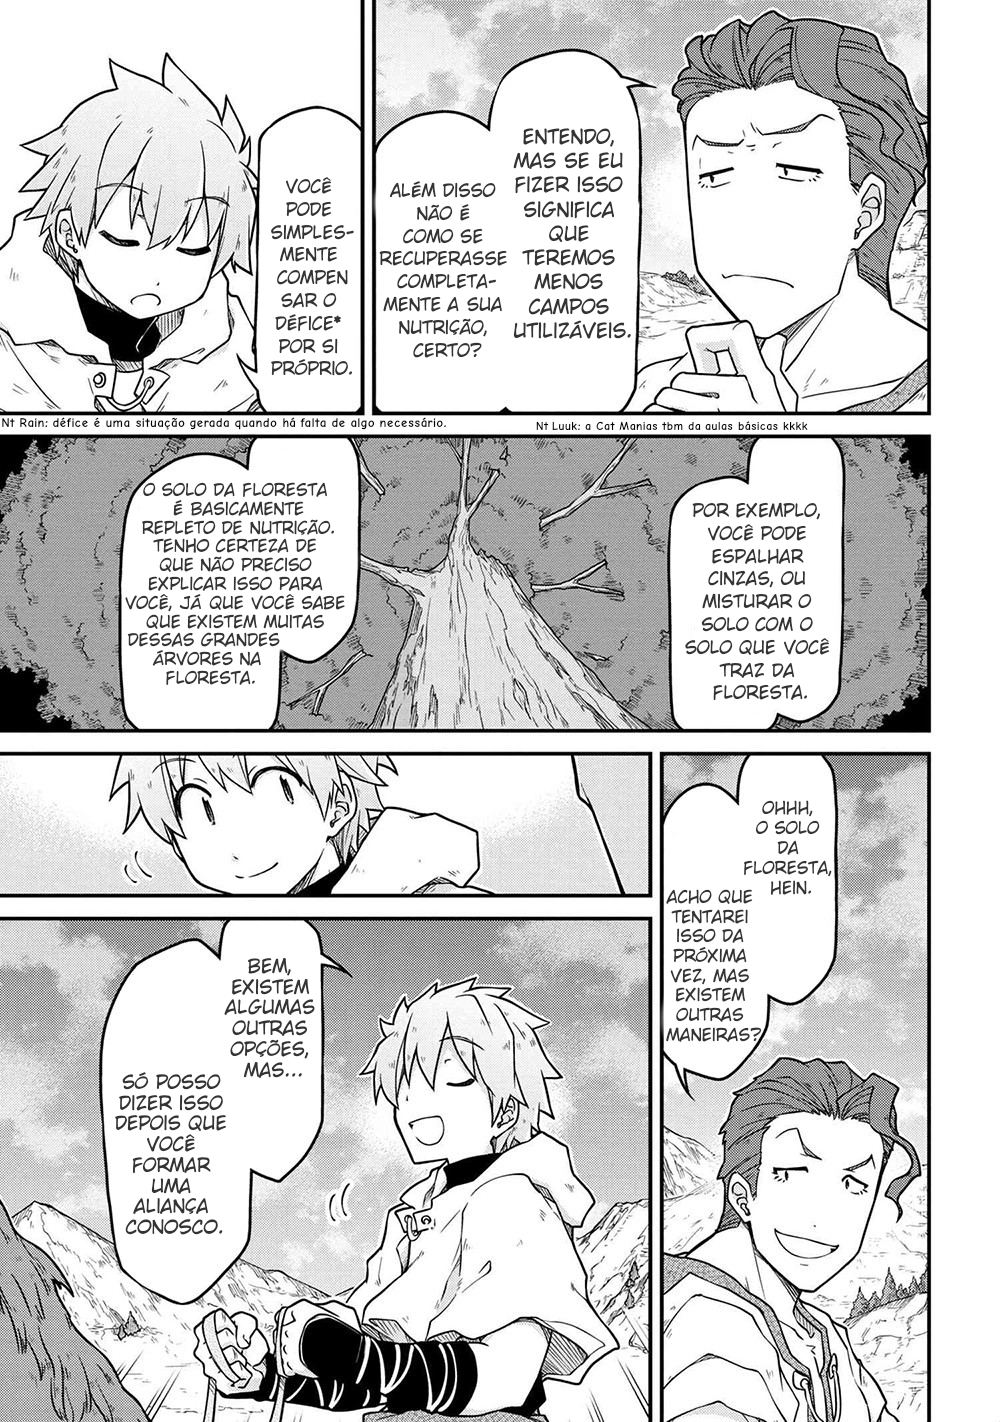 ENTENDO,
MAS SE EU
FIZER ISSO
SIGNIFICA
QUE
TEREMOS
MENOS
CAMPOS
UTILIZÁVEIS.
ALÉM DISSO
NÃO É
COMO SE
RECUPERASSE
COMPLETA-
MENTE A SUA
NUTRIÇÃO,
CERTO?
VOCÊ
PODE
SIMPLES-
MENTE
COMPEN
SAR O
DÉFICE*
POR SI
PRÓPRIO.
Nt Rain: défice é uma situação gerada quando há falta de algo necessário.
Nt Luuk: a Cat Manias tbm da aulas básicas kkkk
POR EXEMPLO,
VOCÊ PODE
ESPALHAR
CINZAS, OU
MISTURAR O
SOLO COM O
SOLO QUE VOCÊ
TRAZ DA
FLORESTA.
O SOLO DA FLORESTA
É BASICAMENTE
REPLETO DE NUTRIÇÃO.
TENHO CERTEZA DE
QUE NÃO PRECISO
EXPLICAR ISSO PARA
VOCÊ, JÁ QUE VOCÊ SABE
QUE EXISTEM MUITAS
DESSAS GRANDES
ÁRVORES NA
FLORESTA.
OHHH,
O SOLO
DA
FLORESTA,
HEIN.
ACHO QUE
TENTAREI
ISSO DA
PRÓXIMA
VEZ, MAS
EXISTEM
OUTRAS
MANEIRAS?
BEM,
EXISTEM
ALGUMAS
OUTRAS
OPÇÕES,
MAS...
SÓ POSSO
DIZER ISSO
DEPOIS QUE
VOCÊ
FORMAR
UMA
ALIANÇA
CONOSCO.